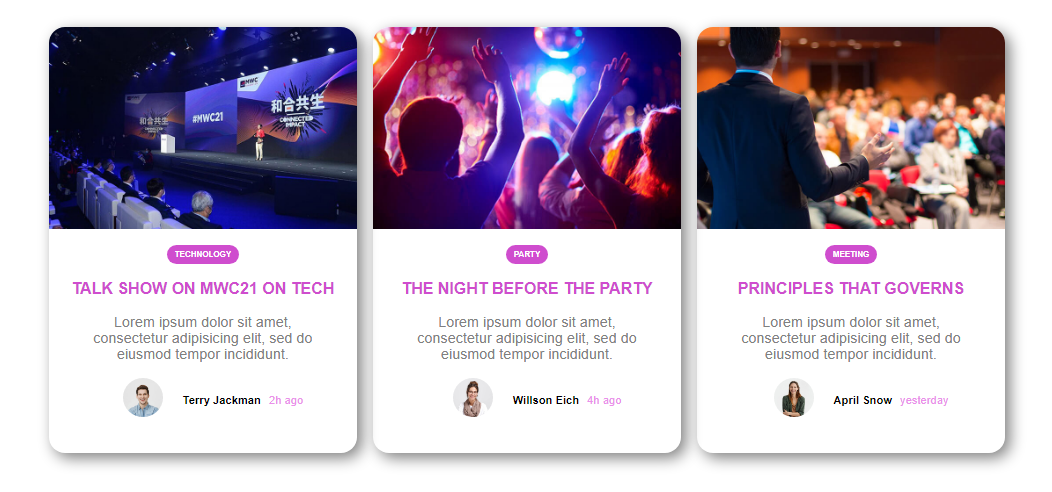 MWC
和合共生
#MWC21
和合共生
CONNECTED
IMPACT
CONNECTED
IMPACT
TECHNOLOGY
TALK SHOW ON MWC21 ON TECH
Lorem ipsum dolor sit amet,
consectetur adipisicing elit, sed do
eiusmod tempor incididunt.
Terry Jackman 2h ago
PARTY
THE NIGHT BEFORE THE PARTY
Lorem ipsum dolor sit amet,
consectetur adipisicing elit, sed do
eiusmod tempor incididunt.
Willson Eich 4h ago
MEETING
PRINCIPLES THAT GOVERNS
Lorem ipsum dolor sit amet,
consectetur adipisicing elit, sed do
eiusmod tempor incididunt.
April Snow yesterday